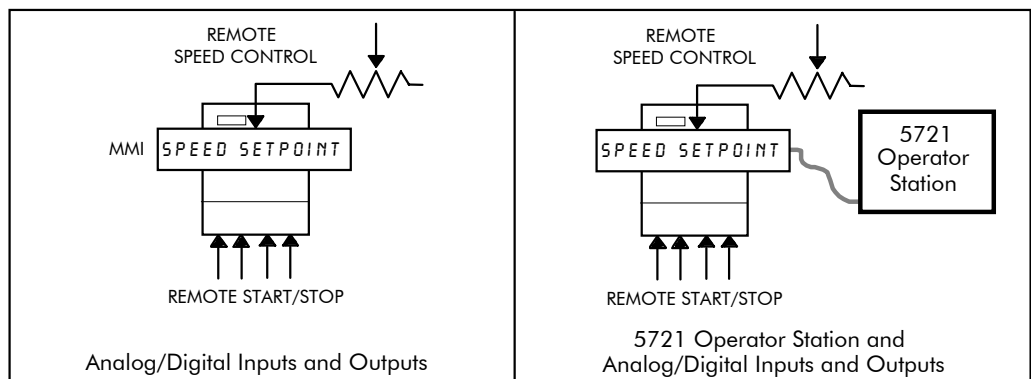 REMOTE
SPEED CONTROL
MMI
SPEED SETPOINT
REMOTE START/STOP
Analog/Digital Inputs and Outputs
REMOTE
SPEED CONTROL
SPEED SETPOINT
5721
Operator
Station
REMOTE START/STOP
5721 Operator Station and
Analog/Digital Inputs and Outputs